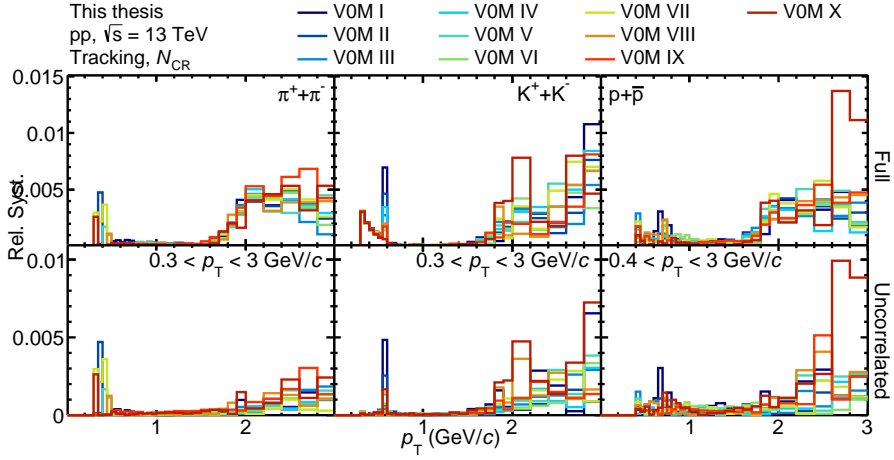 This thesis
pp, √s = 13 TeV
Tracking, N_CR
V0M I
V0M II
V0M III
V0M IV
V0M V
V0M VI
V0M VII
V0M VIII
V0M IX
V0M X
Rel. Syst.
0.015
0.01
0.005
π⁺+π⁻
K⁺+K⁻
p+p̅
Full
0.3 < p_T < 3 GeV/c
0.3 < p_T < 3 GeV/c
0.4 < p_T < 3 GeV/c
0.01
0.005
0
Uncorrelated
1 2 1 2 1 2 3
p_T (GeV/c)